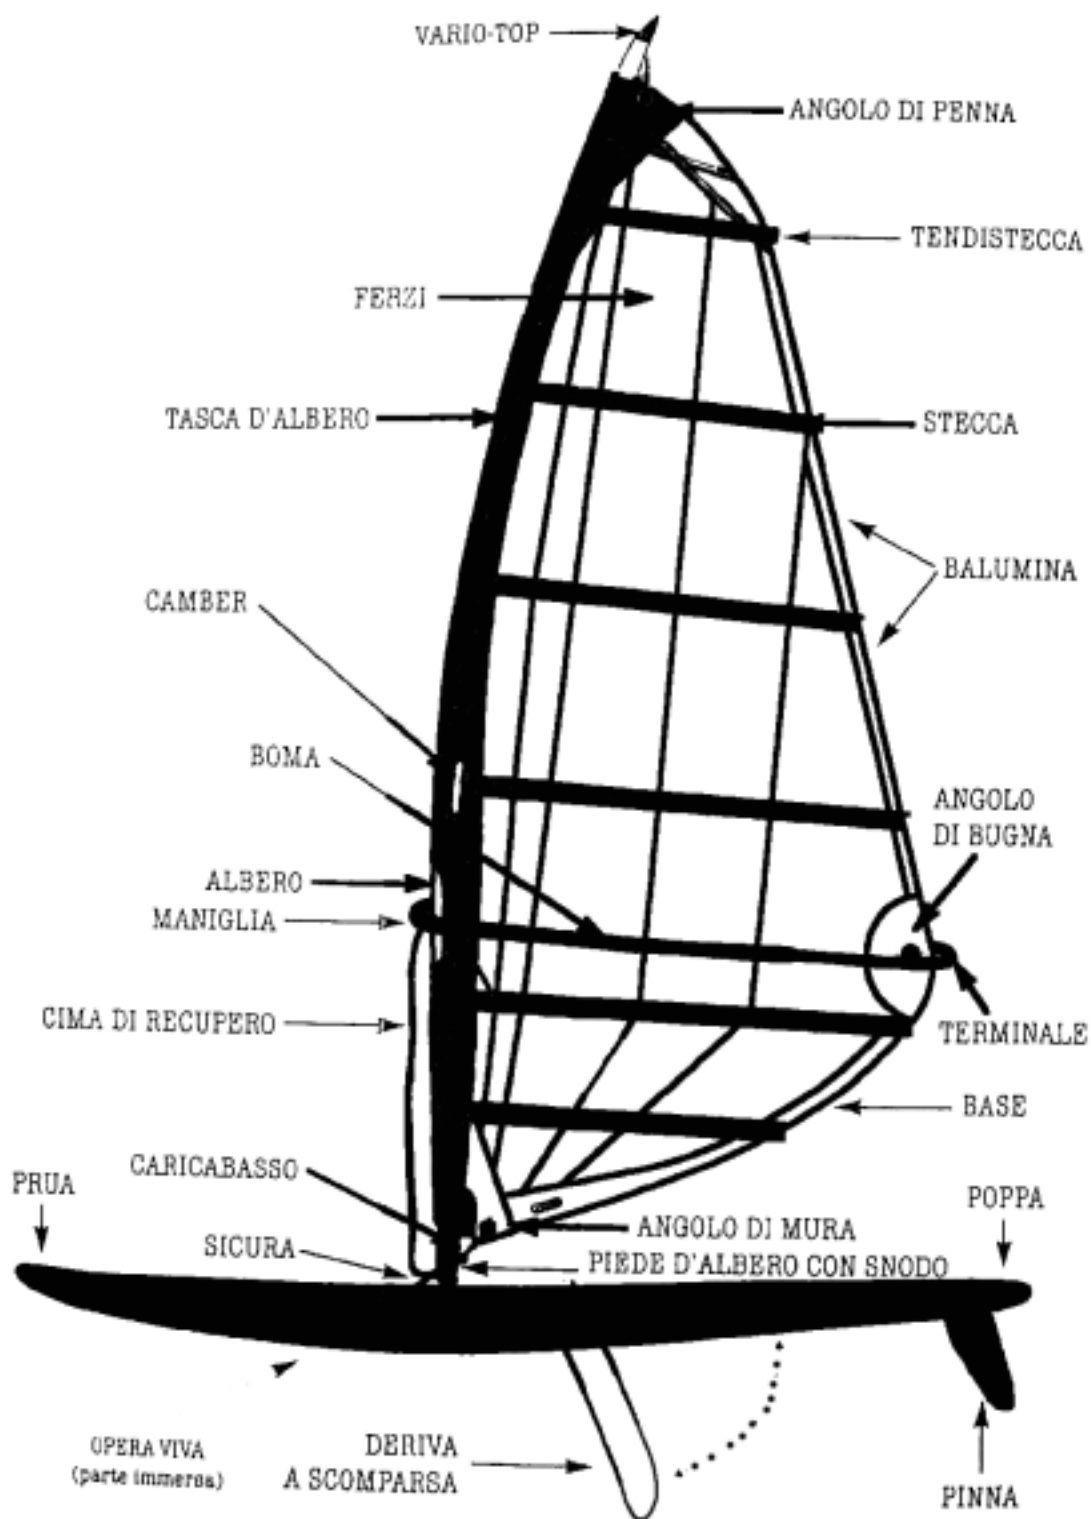 VARIO-TOP
ANGOLO DI PENNA
TENDISTECCA
FERZI
TASCA D'ALBERO
STECCA
BALUMINA
CAMBER
BOMA
ANGOLO
DI BUGNA
ALBERO
MANIGLIA
CIMA DI RECUPERO
TERMINALE
BASE
CARICABASSO
PRUA
POPPA
ANGOLO DI MURA
SICURA
PIEDE D'ALBERO CON SNODO
OPERA VIVA
(parte immersa)
DERIVA
A SCOMPARSA
PINNA